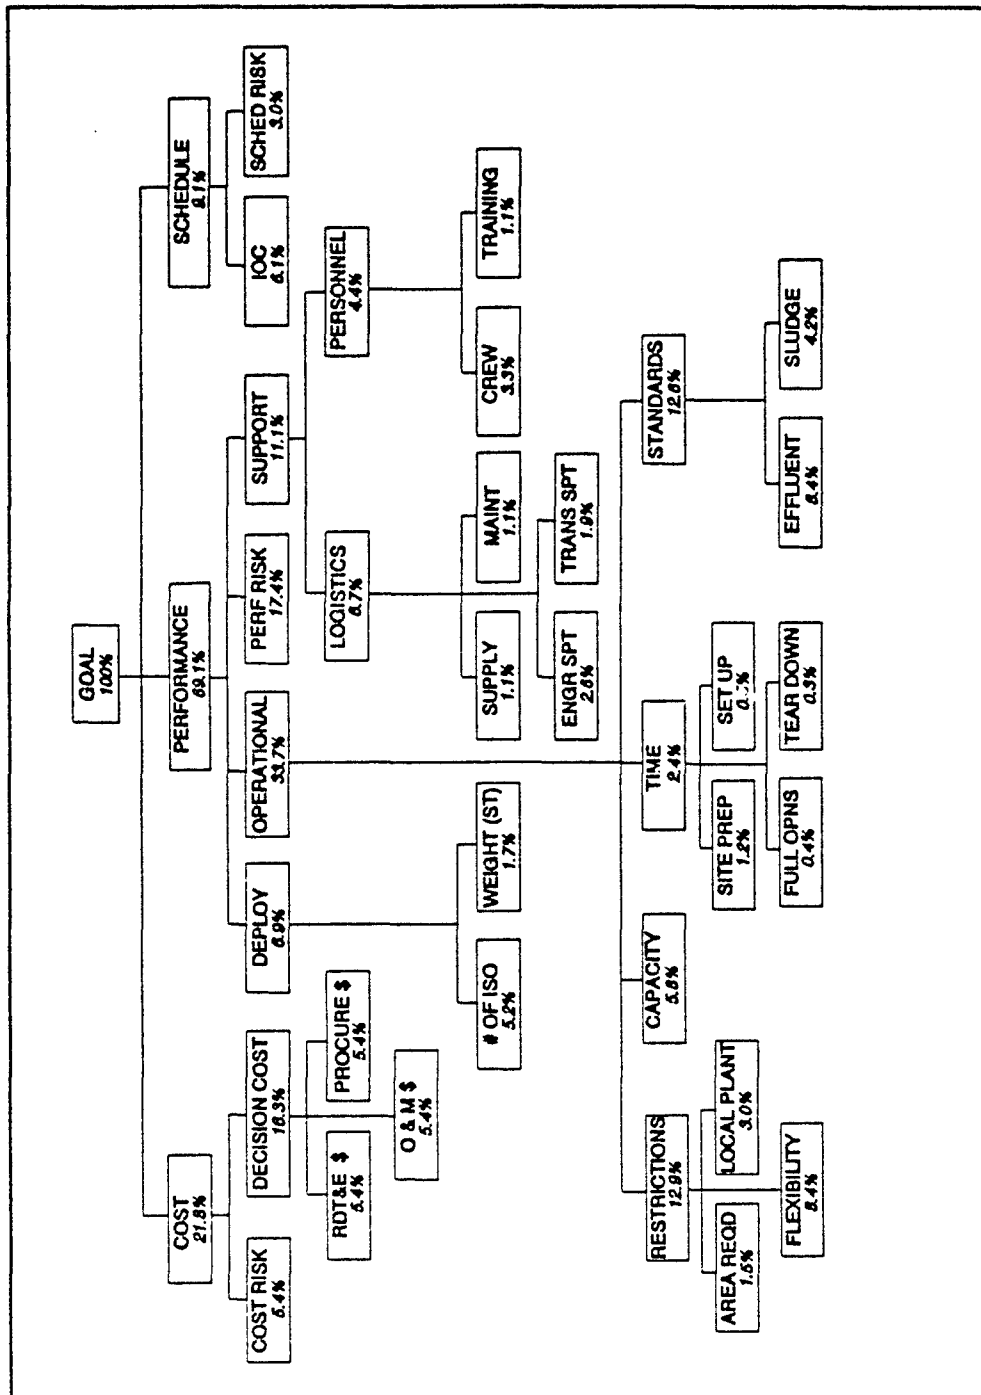 GOAL
100%
COST
21.8%
PERFORMANCE
69.1%
SCHEDULE
9.1%
COST RISK
5.4%
DECISION COST
16.3%
DEPLOY
6.9%
OPERATIONAL
33.7%
PERF RISK
17.4%
SUPPORT
11.1%
IOC
6.1%
SCHED RISK
3.0%
RDT&E $
5.4%
PROCURE $
5.4%
O & M $
5.4%
LOGISTICS
6.7%
PERSONNEL
4.4%
# OF ISO
5.2%
WEIGHT (ST)
1.7%
SUPPLY
1.1%
MAINT
1.1%
CREW
3.3%
TRAINING
1.1%
ENGR SPT
2.6%
TRANS SPT
1.9%
RESTRICTIONS
12.9%
CAPACITY
5.8%
TIME
2.4%
STANDARDS
12.6%
AREA REQD
1.5%
LOCAL PLANT
3.0%
FLEXIBILITY
8.4%
SITE PREP
1.2%
SET UP
FULL OPNS
0.4%
TEAR DOWN
0.3%
EFFLUENT
8.4%
SLUDGE
4.2%